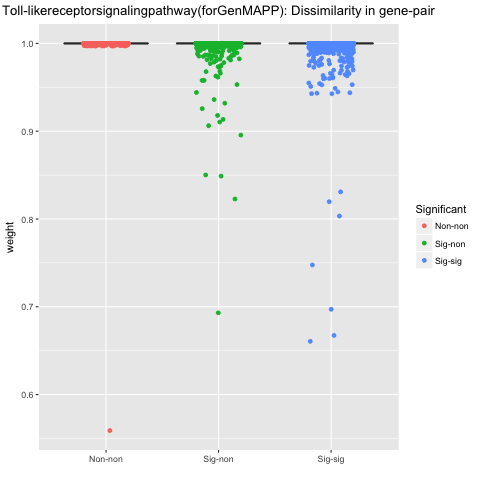 Toll-likereceptorsignalingpathway(forGenMAPP): Dissimilarity in gene-pair
1.0
0.9
0.8
0.7
0.6
weight
Non-non
Sig-non
Sig-sig
Significant
Non-non
Sig-non
Sig-sig